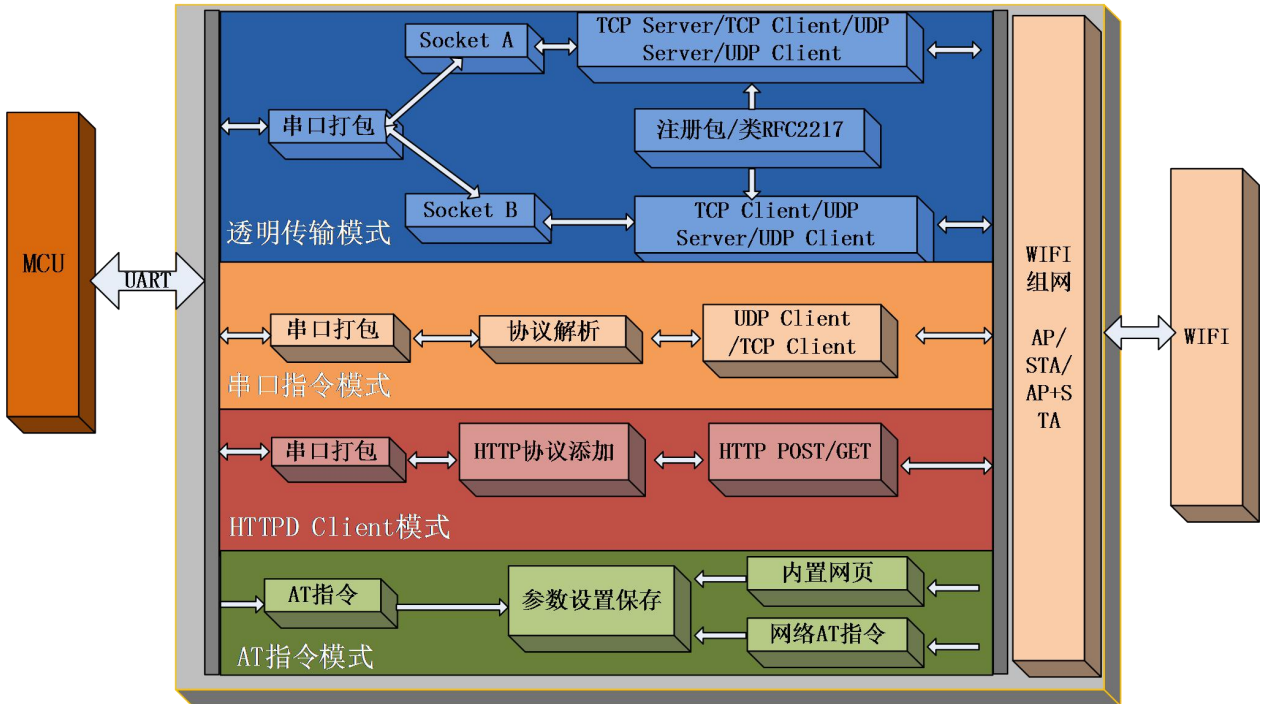 MCU
UART
Socket A
TCP Server/TCP Client/UDP
Server/UDP Client
串口打包
注册包/类RFC2217
Socket B
TCP Client/UDP
Server/UDP Client
透明传输模式
串口打包
协议解析
UDP Client
/TCP Client
串口指令模式
串口打包
HTTP协议添加
HTTP POST/GET
HTTPD Client模式
AT指令
参数设置保存
内置网页
网络AT指令
AT指令模式
WIFI
组网
AP/
STA/
AP+S
TA
WIFI